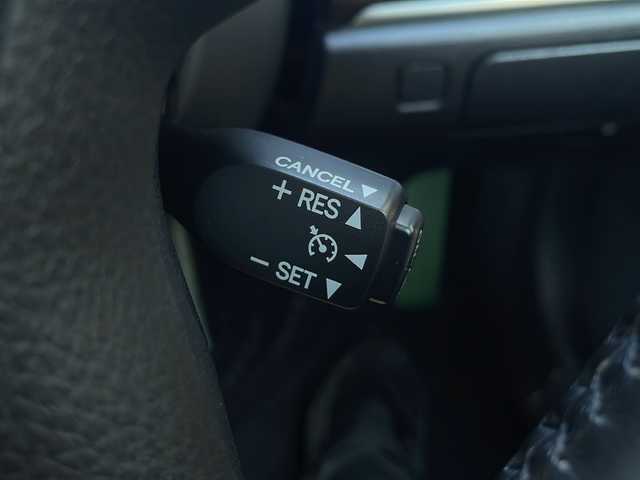 CANCEL ▼
+ RES ▲
◀
- SET ▼